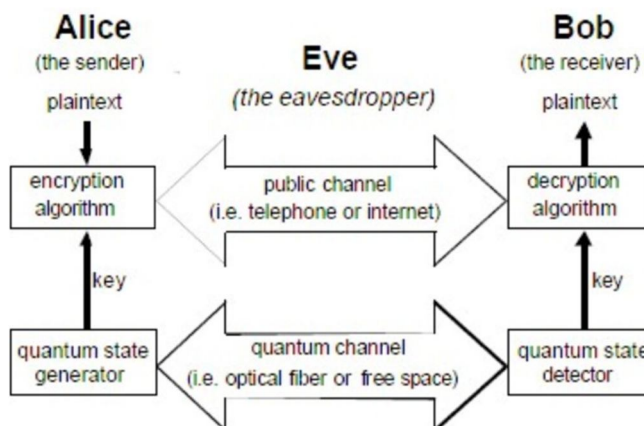 Alice
(the sender)
plaintext
Eve
(the eavesdropper)
Bob
(the receiver)
plaintext
encryption
algorithm
public channel
(i.e. telephone or internet)
decryption
algorithm
key
key
quantum state
generator
quantum channel
(i.e. optical fiber or free space)
quantum state
detector